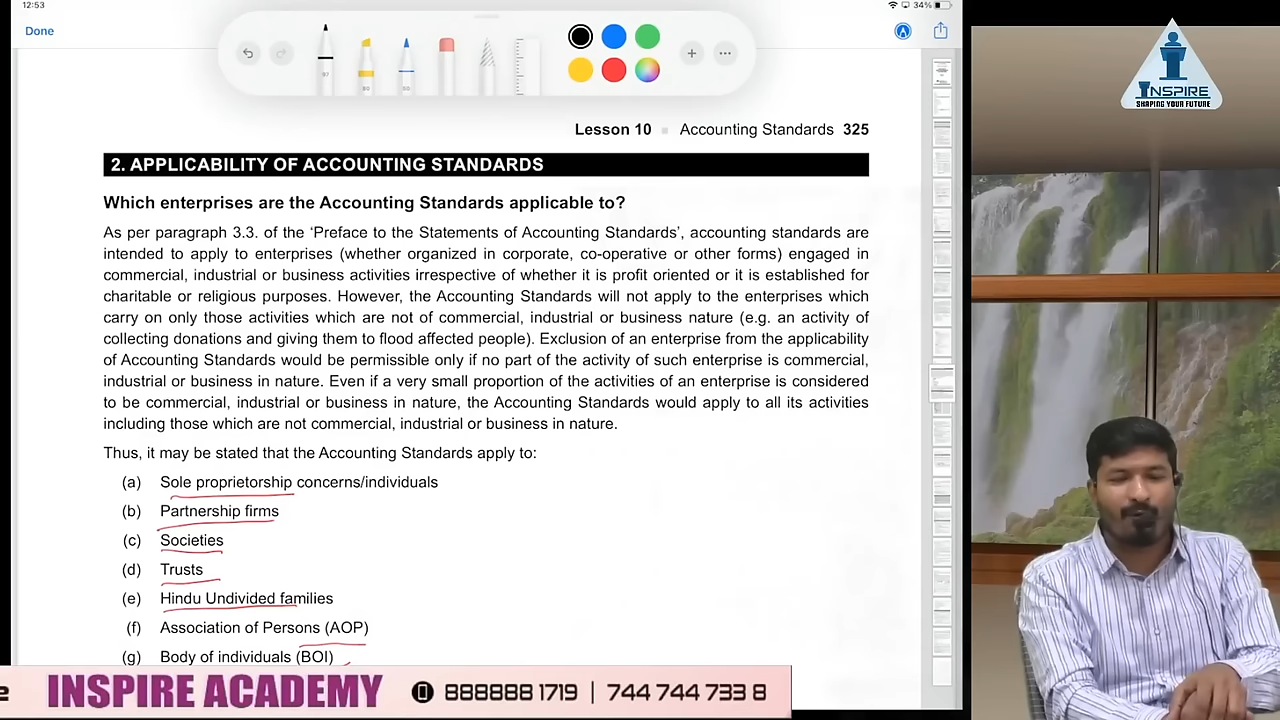 12:53
34%
Done
INSPIRE
SHAPING YOUR FUTURE
Lesson 10 Accounting Standards 325
2. APPLICABILITY OF ACCOUNTING STANDARDS
Which enterprises are the Accounting Standards applicable to?
As per paragraph 3.3. of the ‘Preface to the Statements of Accounting Standards’, accounting standards are
intended to apply to enterprises (whether organized in corporate, co-operative or other forms) engaged in
commercial, industrial or business activities irrespective of whether it is profit oriented or it is established for
charitable or religious purposes. However, the Accounting Standards will not apply to the enterprises which
carry on only those activities which are not of commercial, industrial or business nature (e.g. an activity of
collecting donations and giving them to flood affected people). Exclusion of an enterprise from the applicability
of Accounting Standards would be permissible only if no part of the activity of such enterprise is commercial,
industrial or business in nature. Even if a very small proportion of the activities of an enterprise is considered
to be commercial, industrial or business in nature, the Accounting Standards would apply to all its activities
including those which are not commercial, industrial or business in nature.
Thus, it may be stated that the Accounting Standards apply to:
(a) Sole proprietorship concerns/individuals
(b) Partnership firms
(c) Societies
(d) Trusts
(e) Hindu Undivided families
(f) Association of Persons (AOP)
(g) Body of individuals (BOI)
INSPIRE ACADEMY 888888 1719 | 744 744 733 8